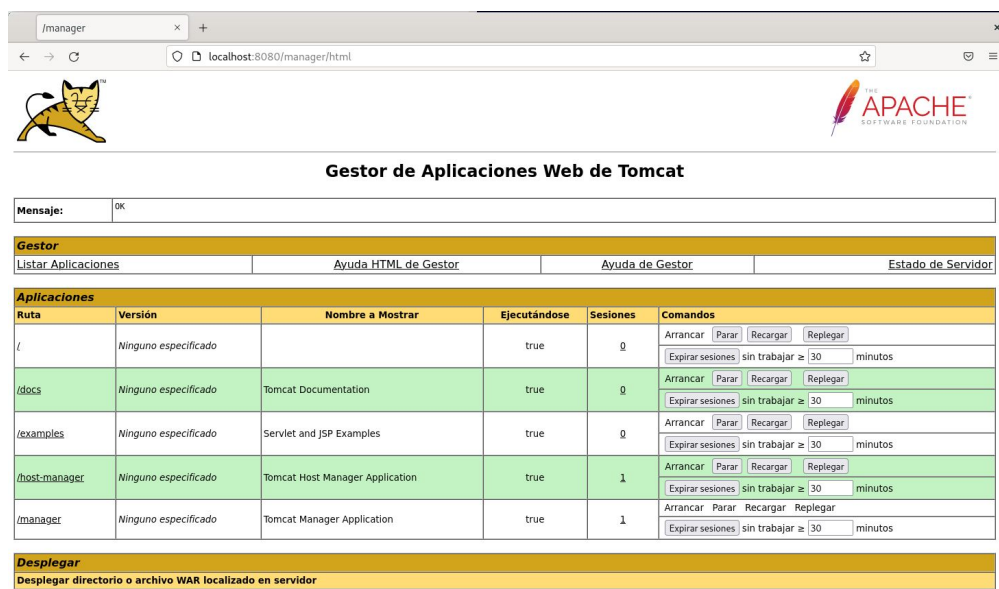 /manager × +
localhost:8080/manager/html
TM
THE
APACHE®
SOFTWARE FOUNDATION
Gestor de Aplicaciones Web de Tomcat
Mensaje: OK
Gestor
Listar Aplicaciones Ayuda HTML de Gestor Ayuda de Gestor Estado de Servidor
Aplicaciones
Ruta Versión Nombre a Mostrar Ejecutándose Sesiones Comandos
/ Ninguno especificado true 0 Arrancar Parar Recargar Replegar
Expirar sesiones sin trabajar ≥ 30 minutos
/docs Ninguno especificado Tomcat Documentation true 0 Arrancar Parar Recargar Replegar
Expirar sesiones sin trabajar ≥ 30 minutos
/examples Ninguno especificado Servlet and JSP Examples true 0 Arrancar Parar Recargar Replegar
Expirar sesiones sin trabajar ≥ 30 minutos
/host-manager Ninguno especificado Tomcat Host Manager Application true 1 Arrancar Parar Recargar Replegar
Expirar sesiones sin trabajar ≥ 30 minutos
/manager Ninguno especificado Tomcat Manager Application true 1 Arrancar Parar Recargar Replegar
Expirar sesiones sin trabajar ≥ 30 minutos
Desplegar
Desplegar directorio o archivo WAR localizado en servidor